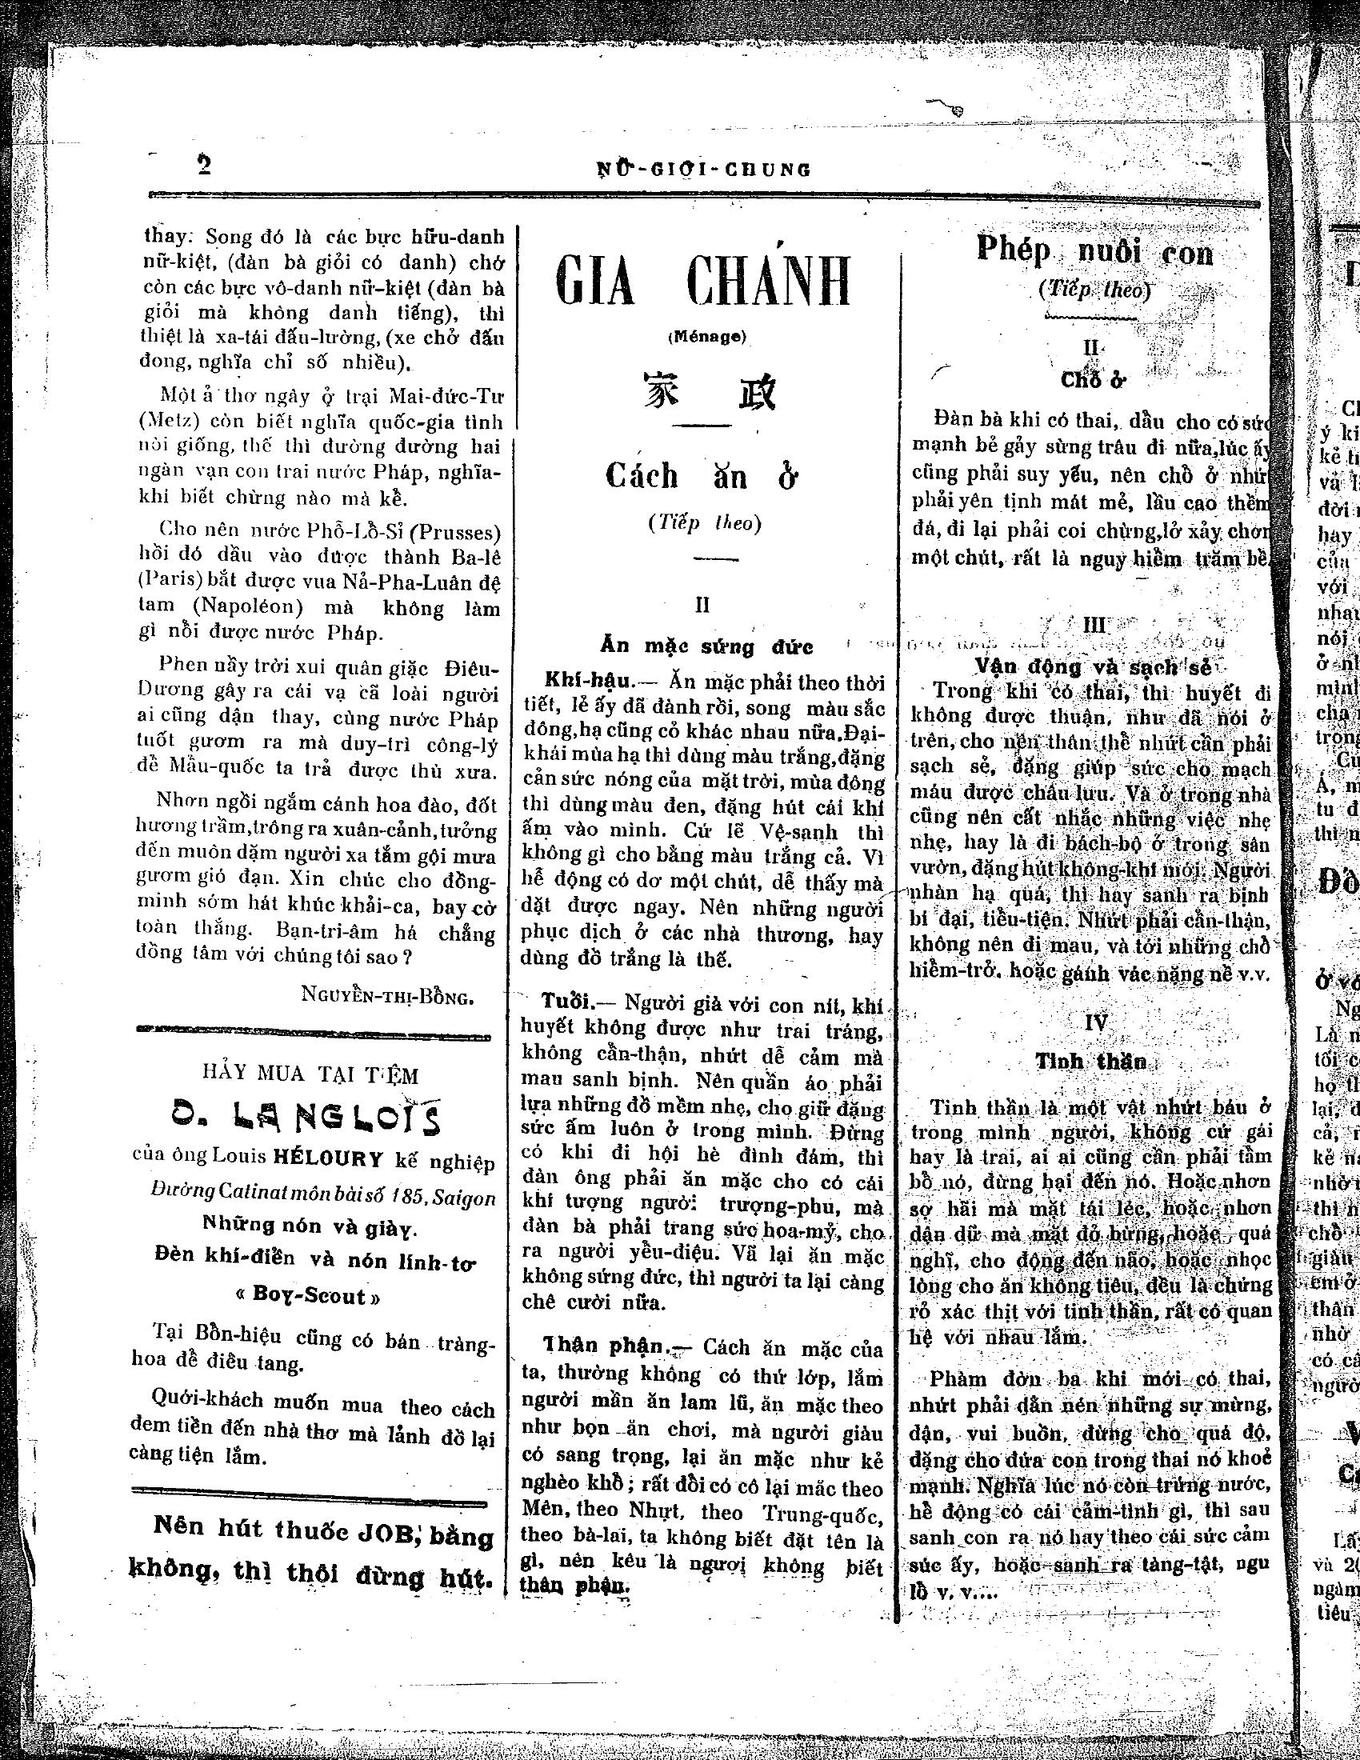 2
NỮ-GIỚI-CHUNG
thay: Song đó là các bực hữu-danh
nữ-kiệt, (đàn bà giỏi có danh) chớ
còn các bực vô-danh nữ-kiệt (đàn bà
giỏi mà không danh tiếng), thì
thiệt là xa-tái đấu-lường, (xe chở đấu
đong, nghĩa chỉ số nhiều).
Một ả thơ ngây ở trại Mai-đức-Tư
(Metz) còn biết nghĩa quốc-gia tình
nòi giống, thế thì đường đường hai
ngàn vạn con trai nước Pháp, nghĩa-
khí biết chừng nào mà kể.
Cho nên nước Phổ-Lồ-Sỉ (Prusses)
hồi đó dầu vào được thành Ba-lê
(Paris) bắt được vua Nả-Pha-Luân đệ
tam (Napoléon) mà không làm
gì nổi được nước Pháp.
Phen nầy trời xui quân giặc Điêu-
Dương gây ra cái vạ cả loài người
ai cũng dận thay, cùng nước Pháp
tuốt gươm ra mà duy-trì công-lý
để Mẫu-quốc ta trả được thù xưa.
Nhơn ngồi ngắm cảnh hoa đào, đốt
hương trầm, trông ra xuân-cảnh, tưởng
đến muôn dặm người xa tắm gội mưa
gươm gió đạn. Xin chúc cho đồng-
minh sớm hát khúc khải-ca, bay cờ
toàn thắng. Bạn-tri-âm há chẳng
đồng tâm với chúng tôi sao ?
NGUYỄN-THỊ-BỒNG.
HẢY MUA TẠI TIỆM
O. LANGLOIS
của ông Louis HÉLOURY kế nghiệp
Đường Catinat môn bài số 185, Saigon
Những nón và giày.
Đèn khí-điển và nón lính-tơ
« Boy-Scout »
Tại Bổn-hiệu cũng có bán tràng-
hoa để điêu tang.
Quới-khách muốn mua theo cách
đem tiền đến nhà thơ mà lảnh đồ lại
càng tiện lắm.
Nên hút thuốc JOB, bằng
không, thì thôi đừng hút.
GIA CHÁNH
(Ménage)
家 政
Cách ăn ở
(Tiếp theo)
II
Ăn mặc sứng đức
Khí-hậu.— Ăn mặc phải theo thời
tiết, lẻ ấy đã đành rồi, song màu sắc
đông, hạ cũng có khác nhau nữa. Đại-
khái mùa hạ thì dùng màu trắng, đặng
cản sức nóng của mặt trời, mùa đông
thì dùng màu đen, đặng hút cái khí
ấm vào mình. Cứ lẽ Vệ-sanh thì
không gì cho bằng màu trắng cả. Vì
hễ động có dơ một chút, dễ thấy mà
dặt được ngay. Nên những người
phục dịch ở các nhà thương, hay
dùng đồ trắng là thế.
Tuổi.— Người già với con nít, khí
huyết không được như trai tráng,
không cẩn-thận, nhứt dễ cảm mà
mau sanh bịnh. Nên quần áo phải
lựa những đồ mềm nhẹ, cho giữ đặng
sức ấm luôn ở trong mình. Đừng
có khi đi hội hè đình đám, thì
đàn ông phải ăn mặc cho có cái
khí tượng người trượng-phu, mà
đàn bà phải trang sức hoa-mỷ, cho
ra người yểu-điệu. Vã lại ăn mặc
không sứng đức, thì người ta lại càng
chê cười nữa.
Thận phận.— Cách ăn mặc của
ta, thường không có thứ lớp, lắm
người mần ăn lam lũ, ăn mặc theo
như bọn ăn chơi, mà người giàu
có sang trọng, lại ăn mặc như kẻ
nghèo khổ ; rất đỗi có cô lại măc theo
Mên, theo Nhựt, theo Trung-quốc,
theo bà-lai, ta không biết đặt tên là
gì, nên kêu là người không biết
thân phận.
Phép nuôi con
(Tiếp theo)
II
Chỗ ở
Đàn bà khi có thai, dầu cho có sức
mạnh bẻ gảy sừng trâu đi nữa, lúc ấy
cũng phải suy yếu, nên chỗ ở nhứt
phải yên tịnh mát mẻ, lầu cao thềm
đá, đi lại phải coi chừng, lở xảy chơn
một chút, rất là nguy hiểm trăm bề.
III
Vận động và sạch sẻ
Trong khi có thai, thì huyết đi
không được thuận, như đã nói ở
trên, cho nên thân thể nhứt cần phải
sạch sẻ, đặng giúp sức cho mạch
máu được châu lưu. Và ở trong nhà
cũng nên cất nhắc những việc nhẹ
nhẹ, hay là đi bách-bộ ở trong sân
vườn, đặng hút không-khí mới. Người
nhàn hạ quá, thì hay sanh ra bịnh
bí đại, tiểu-tiện. Nhứt phải cẩn-thận,
không nên đi mau, và tới những chỗ
hiểm-trở, hoặc gánh vác nặng nề v.v.
IV
Tinh thần
Tinh thần là một vật nhứt báu ở
trong mình người, không cứ gái
hay là trai, ai ai cũng cần phải tẩm
bổ nó, đừng hại đến nó. Hoặc nhơn
sợ hãi mà mặt tái léc, hoặc nhơn
dận dữ mà mặt đỏ bừng, hoặc quá
nghĩ, cho động đến não, hoặc nhọc
lòng cho ăn không tiêu, đều là chứng
rỏ xác thịt với tinh thần, rất có quan
hệ với nhau lắm.
Phàm đờn bà khi mới có thai,
nhứt phải dằn nén những sự mừng,
dận, vui buồn, đừng cho quá độ,
đặng cho đứa con trong thai nó khoẻ
mạnh. Nghĩa lúc nó còn trứng nước,
hễ động có cái cảm-tình gì, thì sau
sanh con ra nó hay theo cái sức cảm
súc ấy, hoặc sanh ra tàng-tật, ngu
lỗ v. v....